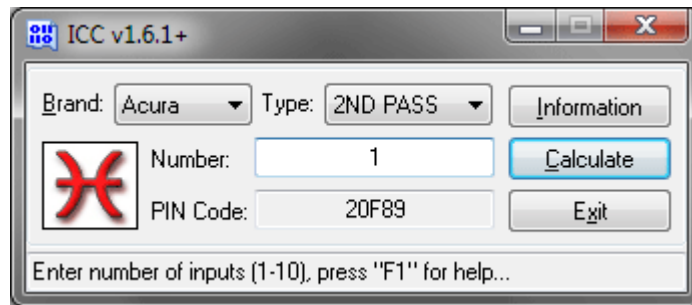 ICC v1.6.1+
Brand: Acura Type: 2ND PASS Information
Number: 1 Calculate
PIN Code: 20F89 Exit
Enter number of inputs (1-10), press "F1" for help...